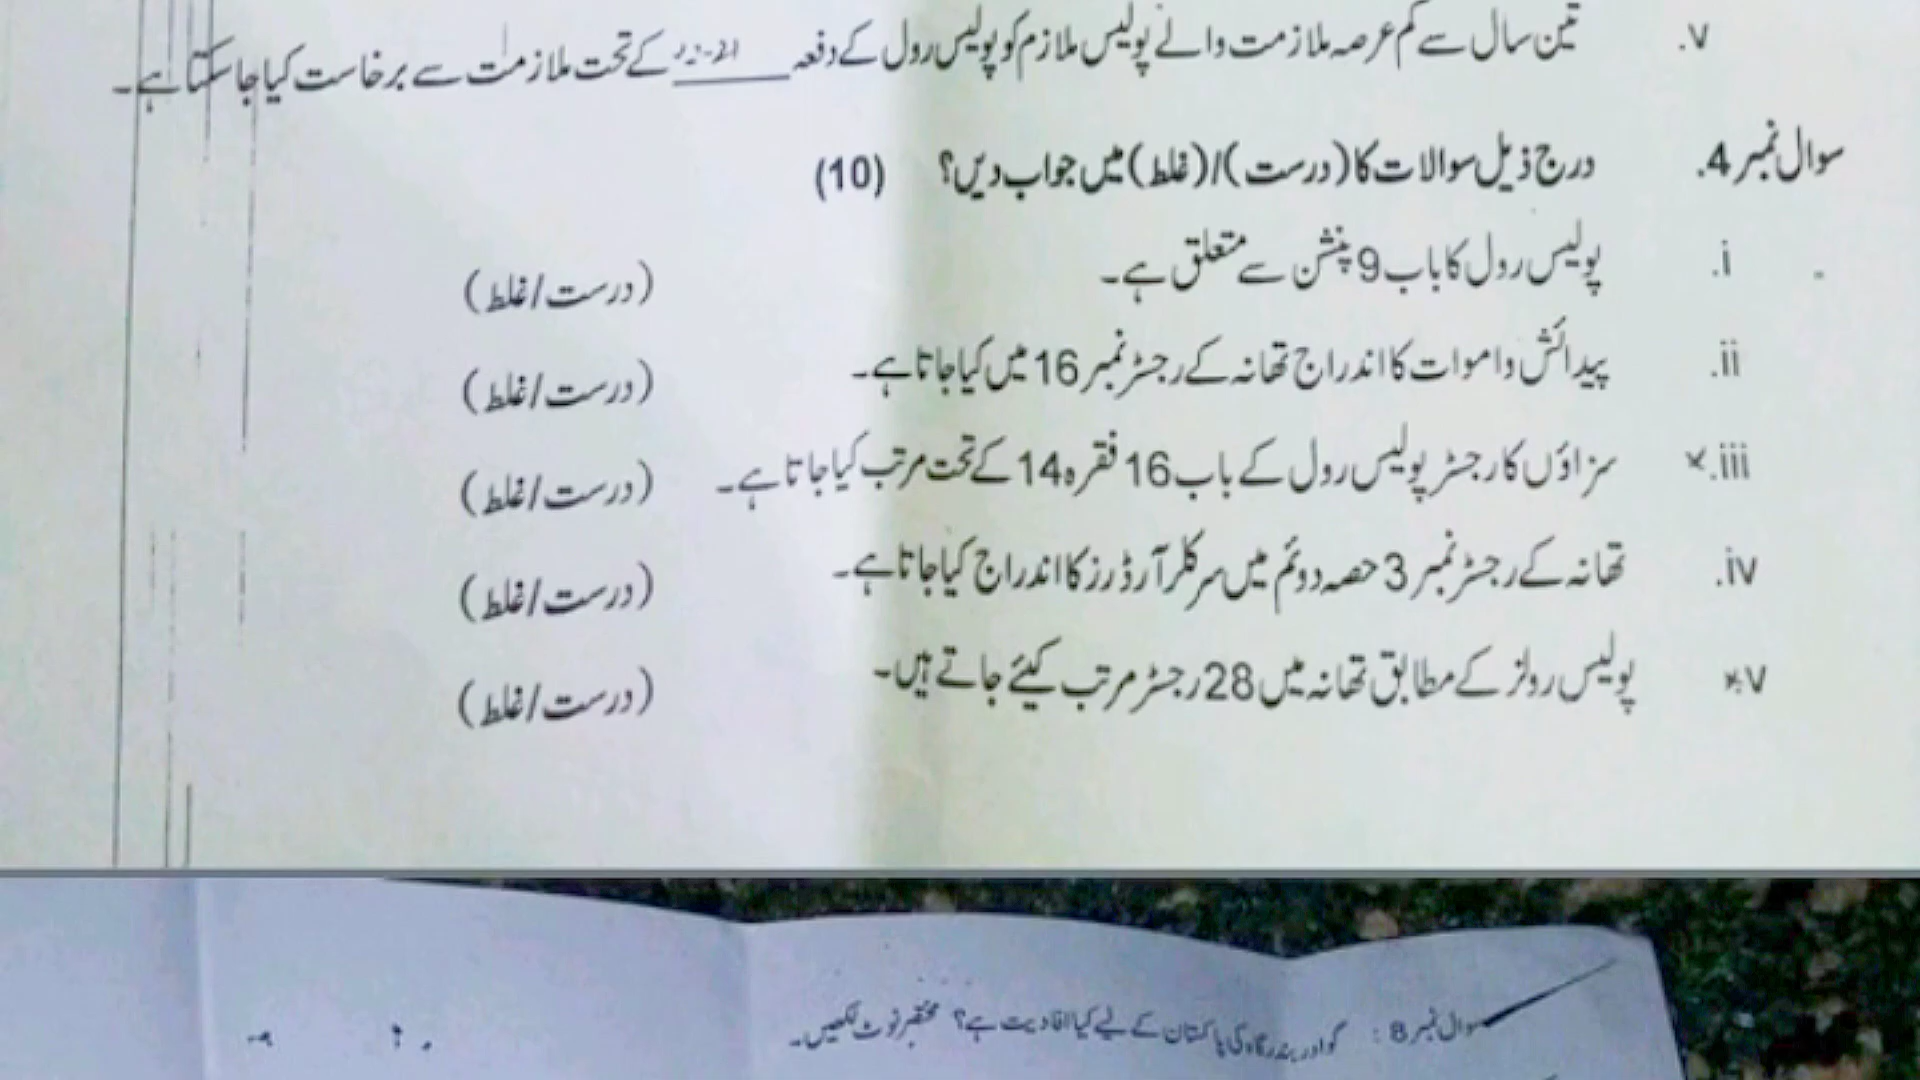 v. تین سال سے کم عرصہ ملازمت والے پولیس ملازم کو پولیس رول کے دفعہ ______ کے تحت ملازمت سے برخاست کیا جا سکتا ہے۔
سوال نمبر 4. درج ذیل سوالات کا (درست)/(غلط) میں جواب دیں؟ (10)
i. پولیس رول کا باب 9 پنشن سے متعلق ہے۔ (درست/غلط)
ii. پیدائش و اموات کا اندراج تھانہ کے رجسٹر نمبر 16 میں کیا جاتا ہے۔ (درست/غلط)
iii. سزاؤں کا رجسٹر پولیس رول کے باب 16 فقرہ 14 کے تحت مرتب کیا جاتا ہے۔ (درست/غلط)
iv. تھانہ کے رجسٹر نمبر 3 حصہ دوئم میں سرکلر آرڈرز کا اندراج کیا جاتا ہے۔ (درست/غلط)
v. پولیس رولز کے مطابق تھانہ میں 28 رجسٹر مرتب کیئے جاتے ہیں۔ (درست/غلط)
سوال نمبر 8 : گوادر بندرگاہ کی پاکستان کے لیے کیا افادیت ہے؟ مختصر نوٹ لکھیں۔